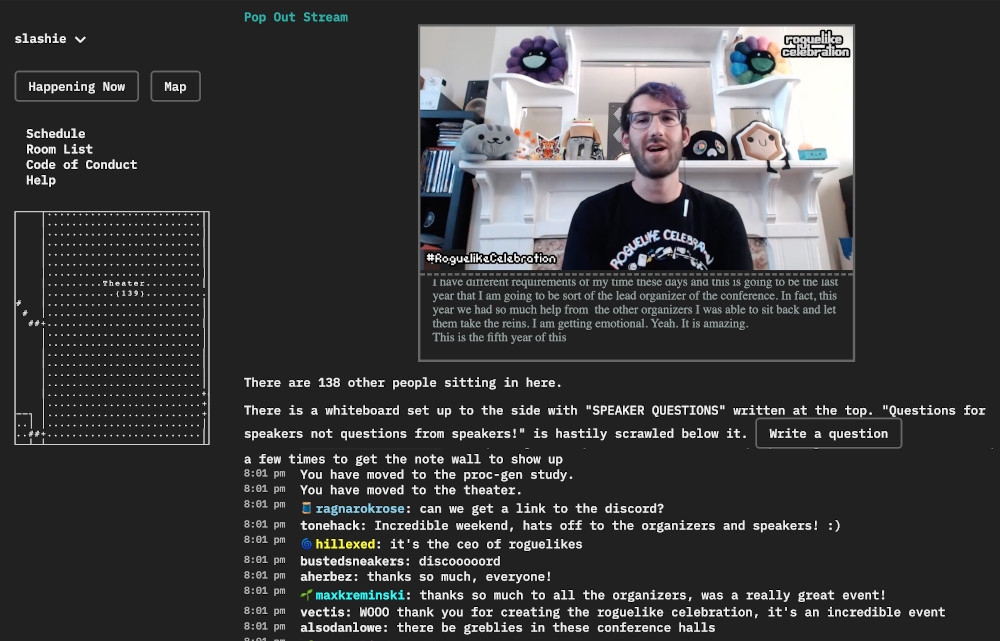 Pop Out Stream
slashie
Happening Now
Map
Schedule
Room List
Code of Conduct
Help
Theater
(139)
roguelike
celebration
ROGUELIKE CELEBRA
#RoguelikeCelebration
I have different requirements of my time these days and this is going to be the last
year that I am going to be sort of the lead organizer of the conference. In fact, this
year we had so much help from the other organizers I was able to sit back and let
them take the reins. I am getting emotional. Yeah. It is amazing.
This is the fifth year of this
There are 138 other people sitting in here.
There is a whiteboard set up to the side with "SPEAKER QUESTIONS" written at the top. "Questions for
speakers not questions from speakers!" is hastily scrawled below it. Write a question
a few times to get the note wall to show up
8:01 pm You have moved to the proc-gen study.
8:01 pm You have moved to the theater.
8:01 pm ragnarokrose: can we get a link to the discord?
8:01 pm tonehack: Incredible weekend, hats off to the organizers and speakers! :)
8:01 pm hillexed: it's the ceo of roguelikes
8:01 pm bustedsneakers: discooooord
8:01 pm aherbez: thanks so much, everyone!
8:01 pm maxkreminski: thanks so much to all the organizers, was a really great event!
8:01 pm vectis: WOOO thank you for creating the roguelike celebration, it's an incredible event
8:01 pm alsodanlowe: there be greblies in these conference halls